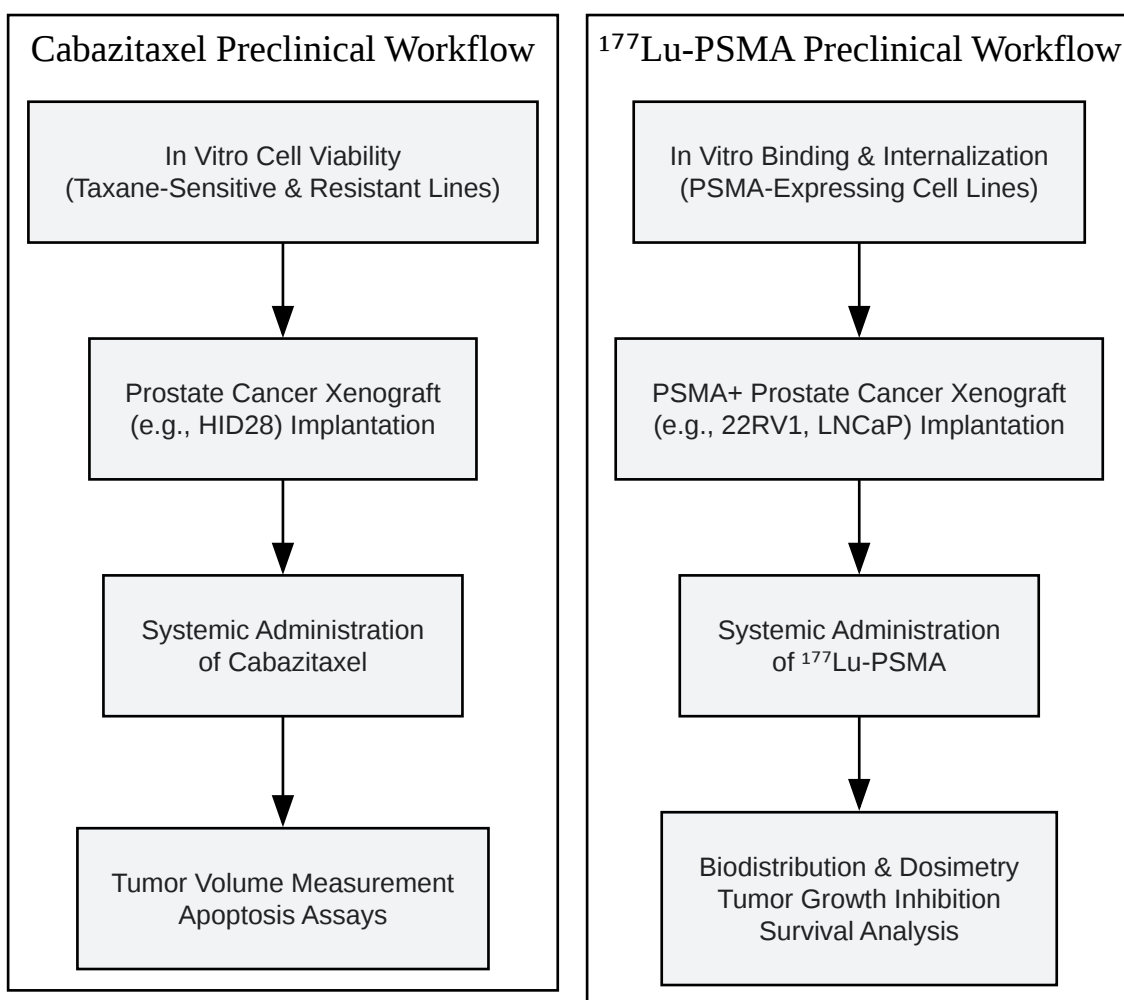 Cabazitaxel Preclinical Workflow
In Vitro Cell Viability
(Taxane-Sensitive & Resistant Lines)
Prostate Cancer Xenograft
(e.g., HID28) Implantation
Systemic Administration
of Cabazitaxel
Tumor Volume Measurement
Apoptosis Assays
¹⁷⁷Lu-PSMA Preclinical Workflow
In Vitro Binding & Internalization
(PSMA-Expressing Cell Lines)
PSMA+ Prostate Cancer Xenograft
(e.g., 22RV1, LNCaP) Implantation
Systemic Administration
of ¹⁷⁷Lu-PSMA
Biodistribution & Dosimetry
Tumor Growth Inhibition
Survival Analysis